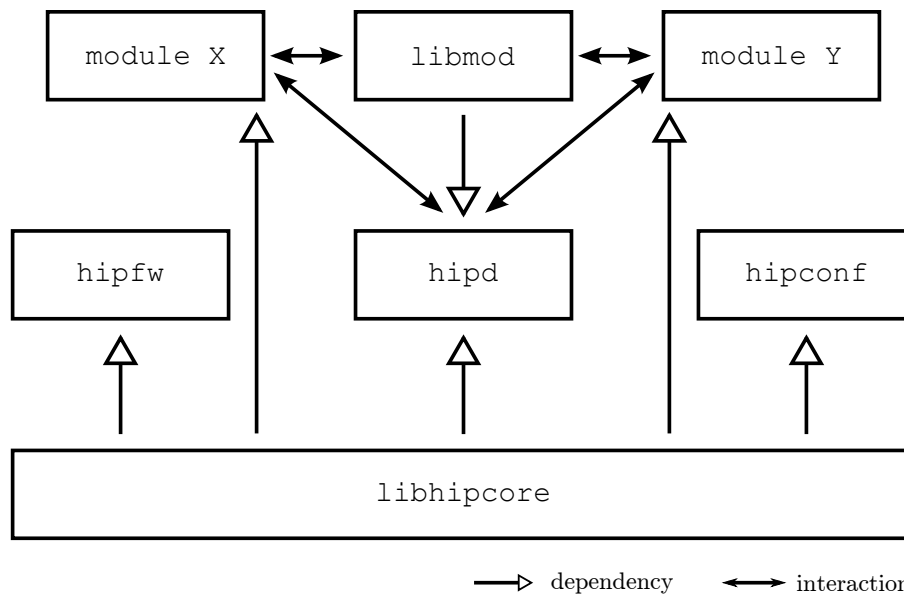 module X
libmod
module Y
hipfw
hipd
hipconf
libhipcore
dependency
interaction